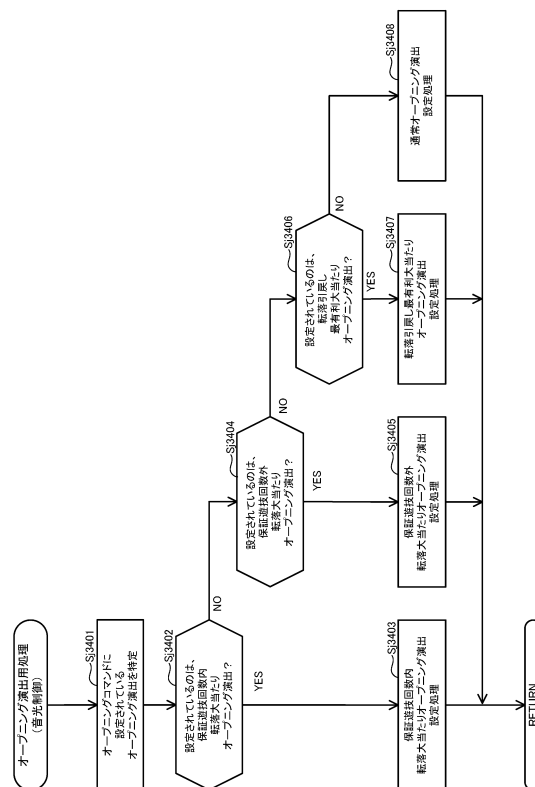 オープニング演出用処理
（音光制御）
Sj3401
オープニングコマンドに
設定されている
オープニング演出を特定
Sj3402
設定されているのは、
保証遊技回数内
転落大当たり
オープニング演出？
YES
NO
Sj3403
保証遊技回数内
転落大当たりオープニング演出
設定処理
Sj3404
設定されているのは、
保証遊技回数外
転落大当たり
オープニング演出？
YES
NO
Sj3405
保証遊技回数外
転落大当たりオープニング演出
設定処理
Sj3406
設定されているのは、
転落引戻し
最有利大当たり
オープニング演出？
YES
NO
Sj3407
転落引戻し最有利大当たり
オープニング演出
設定処理
Sj3408
通常オープニング演出
設定処理
RETURN